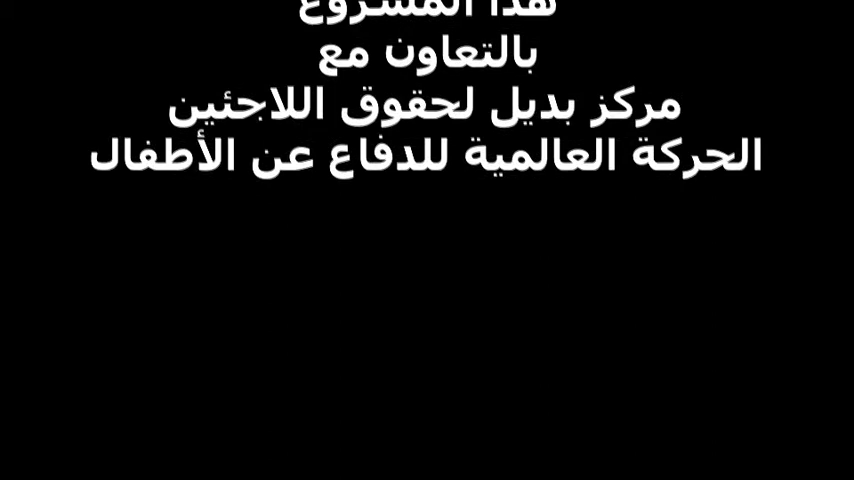 هذا المشروع
بالتعاون مع
مركز بديل لحقوق اللاجئين
الحركة العالمية للدفاع عن الأطفال